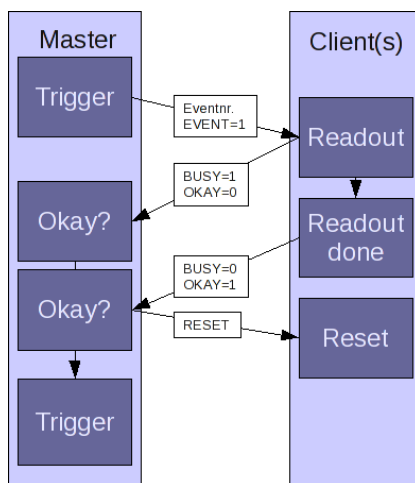 Master
Client(s)
Trigger
Eventnr.
EVENT=1
Readout
BUSY=1
OKAY=0
Okay?
Readout
done
BUSY=0
OKAY=1
Okay?
RESET
Reset
Trigger